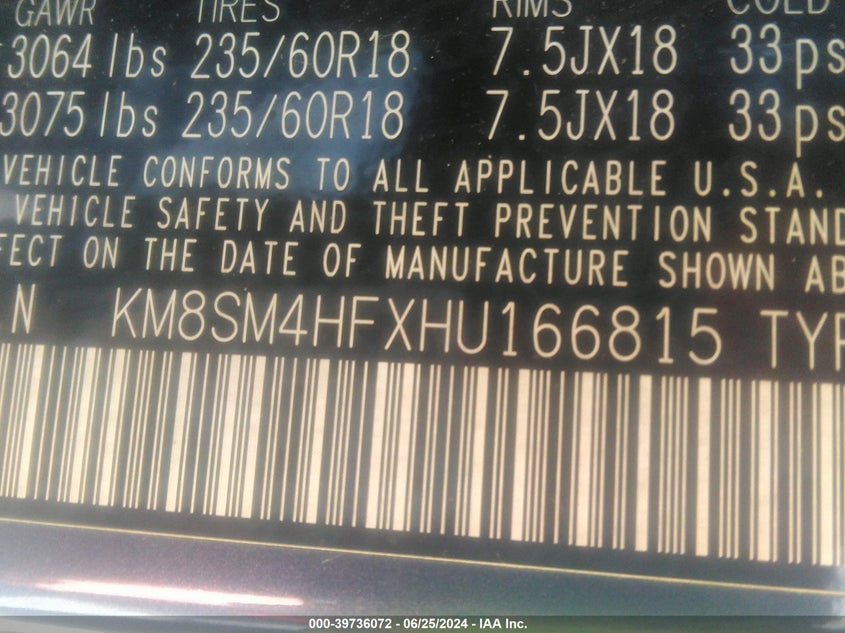 GAWR TIRES RIMS COLD
3064 lbs 235/60R18 7.5JX18 33ps
3075 lbs 235/60R18 7.5JX18 33ps
VEHICLE CONFORMS TO ALL APPLICABLE U.S.A.
VEHICLE SAFETY AND THEFT PREVENTION STAND
FECT ON THE DATE OF MANUFACTURE SHOWN AB
N KM8SM4HFXHU166815 TYP
000-39736072 - 06/25/2024 - IAA Inc.